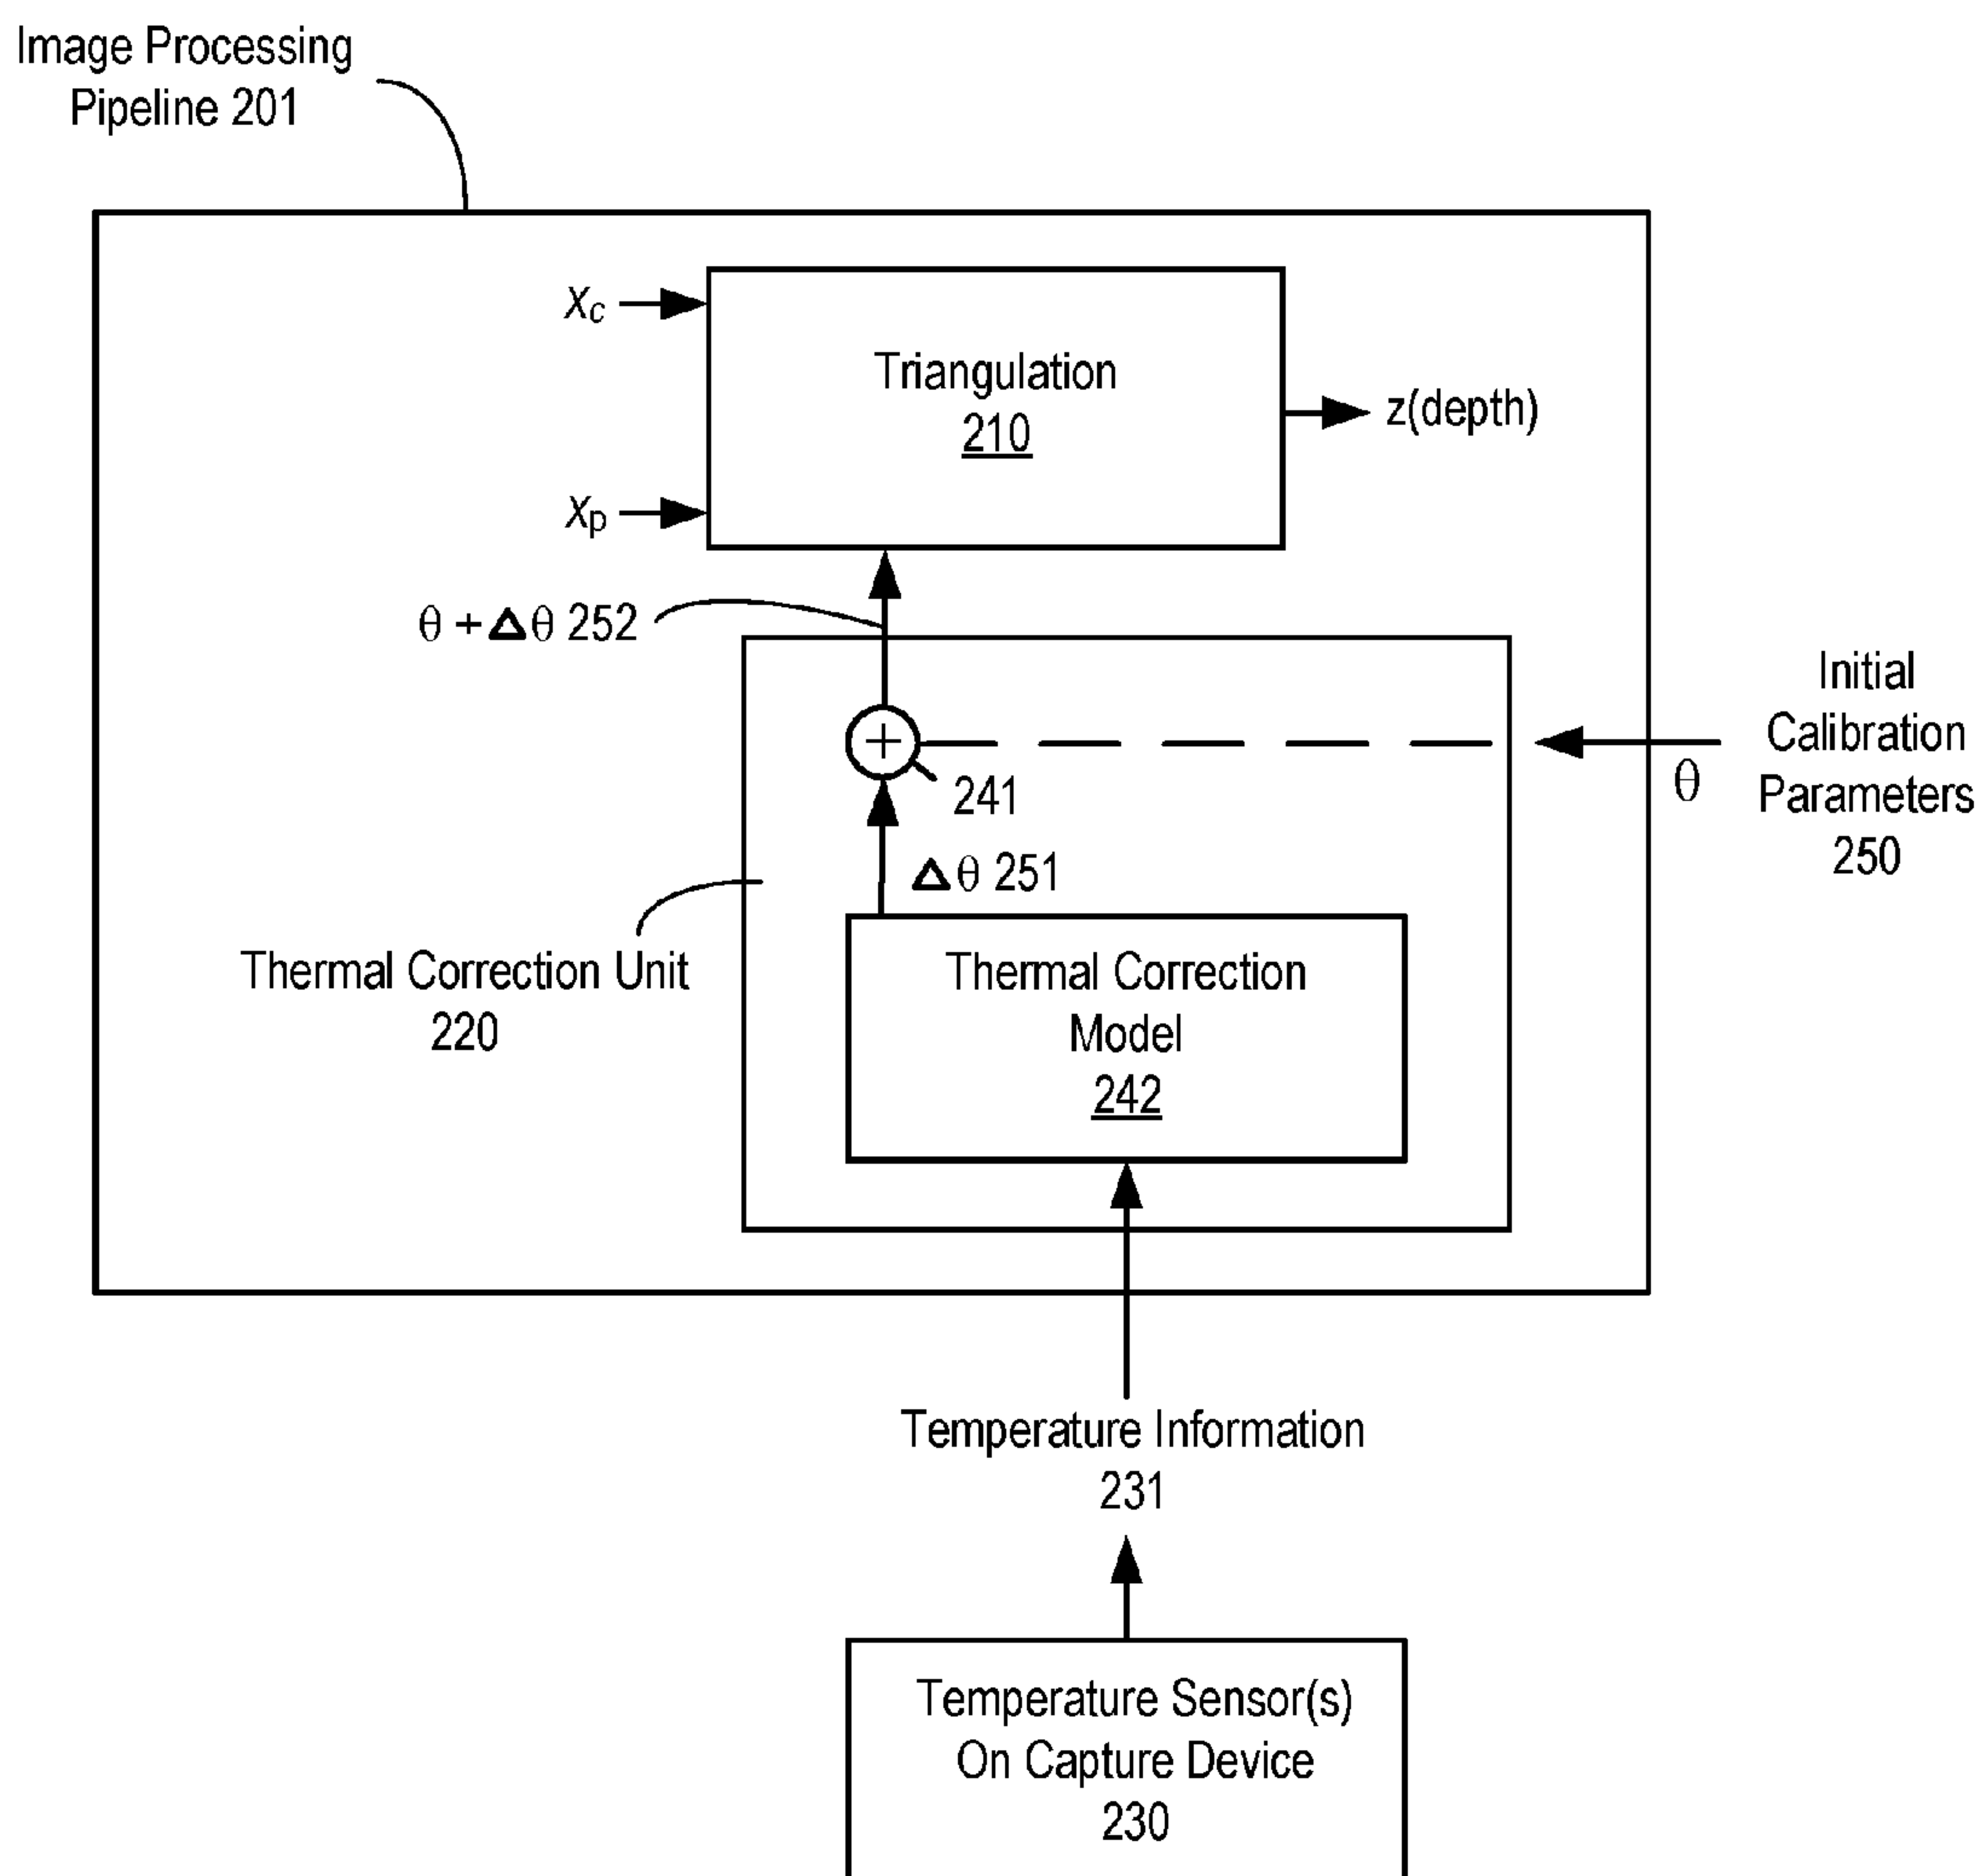 Image Processing
Pipeline 201
Xc
Triangulation
210
z(depth)
Xp
θ + Δθ 252
Initial
Calibration
Parameters
250
+
241
θ
Δθ 251
Thermal Correction Unit
220
Thermal Correction
Model
242
Temperature Information
231
Temperature Sensor(s)
On Capture Device
230